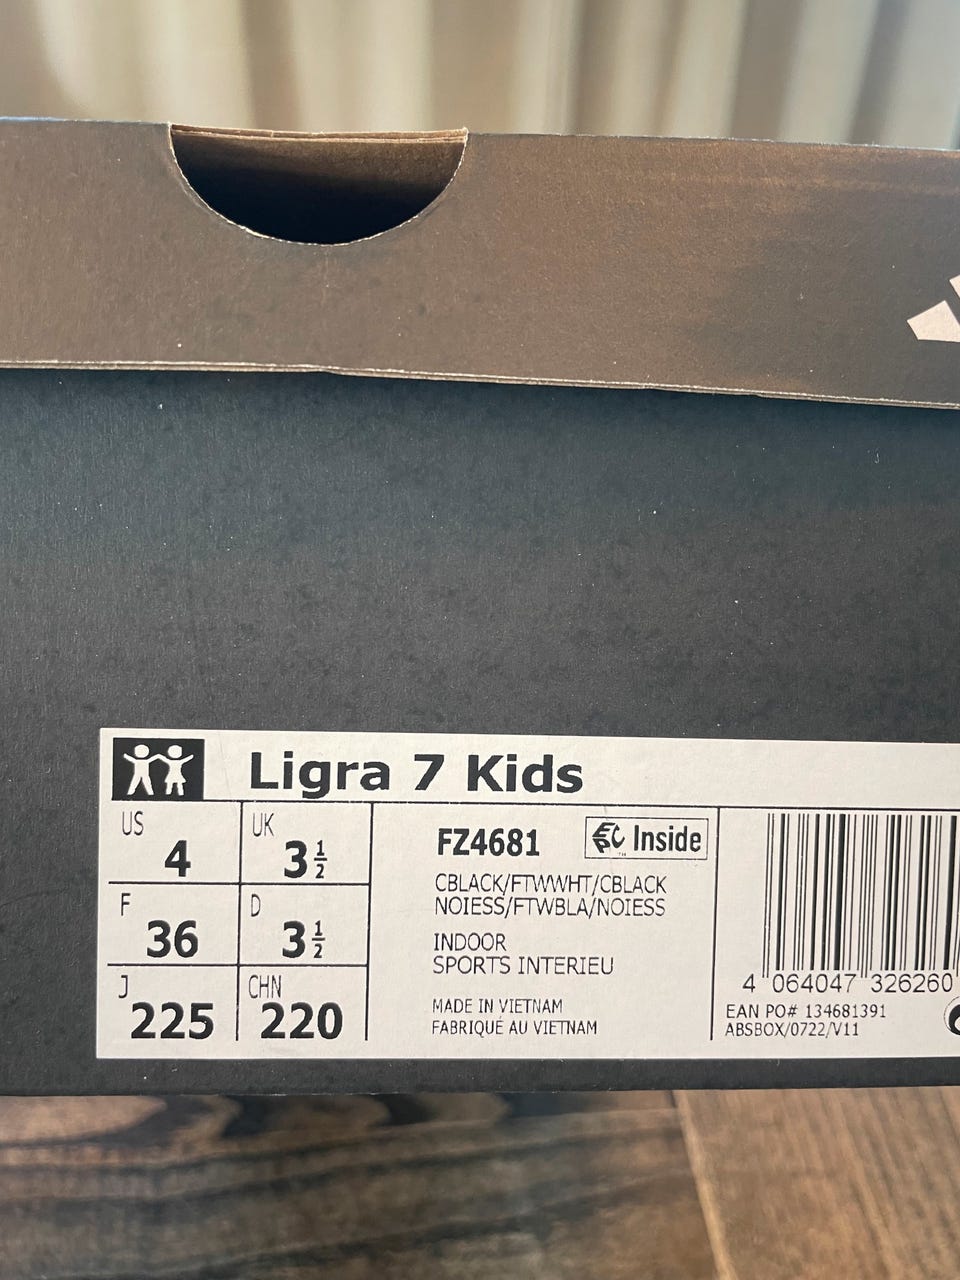 Ligra 7 Kids
US
4
UK
3 1/2
F
36
D
3 1/2
J
225
CHN
220
FZ4681
Inside
CBLACK/FTWWHT/CBLACK
NOIESS/FTWBLA/NOIESS
INDOOR
SPORTS INTERIEU
MADE IN VIETNAM
FABRIQUÉ AU VIETNAM
4 064047 326260
EAN PO# 134681391
ABSBOX/0722/V11